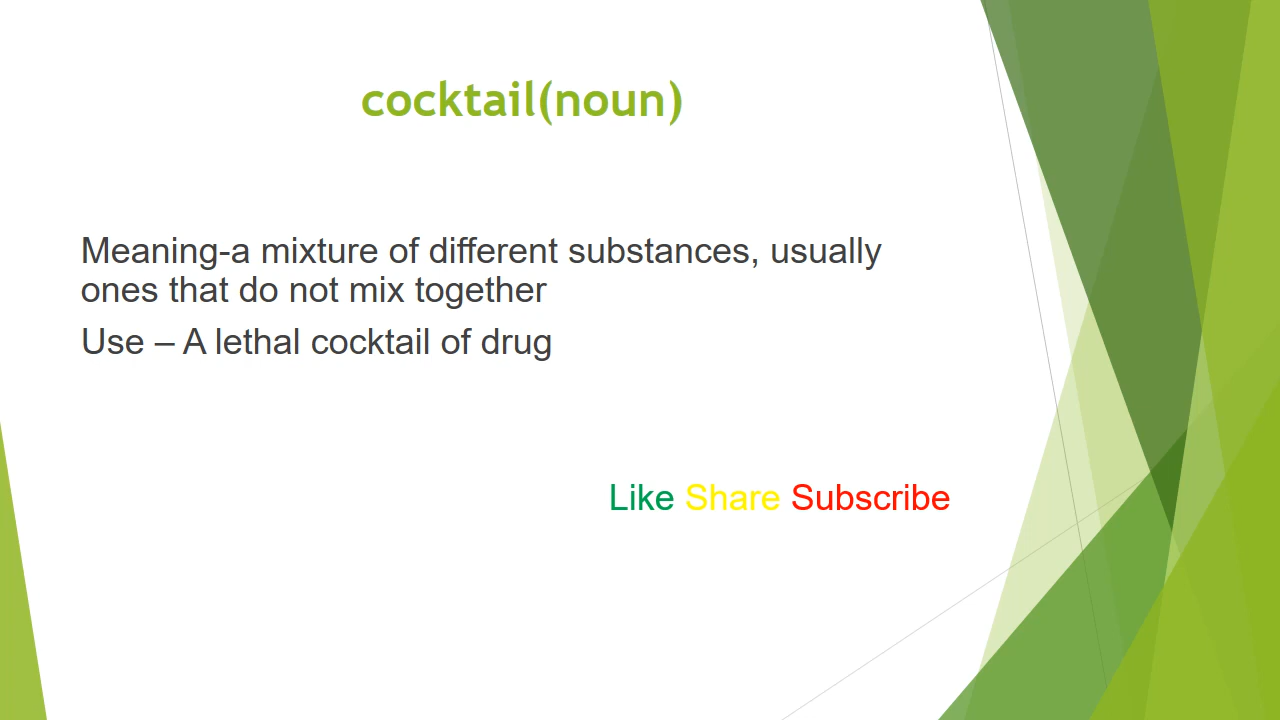 cocktail(noun)
Meaning-a mixture of different substances, usually
ones that do not mix together
Use – A lethal cocktail of drug
Like Share Subscribe